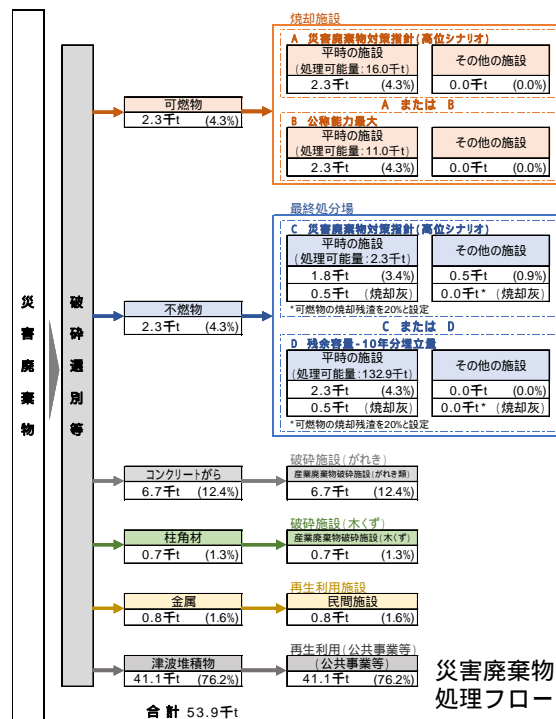 災害廃棄物
破砕選別等
焼却施設
A 災害廃棄物対策指針(高位シナリオ)
平時の施設
(処理可能量:16.0千t)
2.3千t (4.3%)
その他の施設
0.0千t (0.0%)
A または B
B 公称能力最大
平時の施設
(処理可能量:11.0千t)
2.3千t (4.3%)
その他の施設
0.0千t (0.0%)
可燃物
2.3千t (4.3%)
最終処分場
C 災害廃棄物対策指針(高位シナリオ)
平時の施設
(処理可能量:2.3千t)
1.8千t (3.4%)
0.5千t (焼却灰)
その他の施設
0.5千t (0.9%)
0.0千t* (焼却灰)
*可燃物の焼却残渣を20%と設定
C または D
D 残余容量-10年分埋立量
平時の施設
(処理可能量:132.9千t)
2.3千t (4.3%)
0.5千t (焼却灰)
その他の施設
0.0千t (0.0%)
0.0千t* (焼却灰)
*可燃物の焼却残渣を20%と設定
不燃物
2.3千t (4.3%)
コンクリートがら
6.7千t (12.4%)
破砕施設(がれき)
産業廃棄物破砕施設(がれき類)
6.7千t (12.4%)
柱角材
0.7千t (1.3%)
破砕施設(木くず)
産業廃棄物破砕施設(木くず)
0.7千t (1.3%)
金属
0.8千t (1.6%)
再生利用施設
民間施設
0.8千t (1.6%)
津波堆積物
41.1千t (76.2%)
再生利用(公共事業等)
(公共事業等)
41.1千t (76.2%)
合計 53.9千t
災害廃棄物
処理フロー